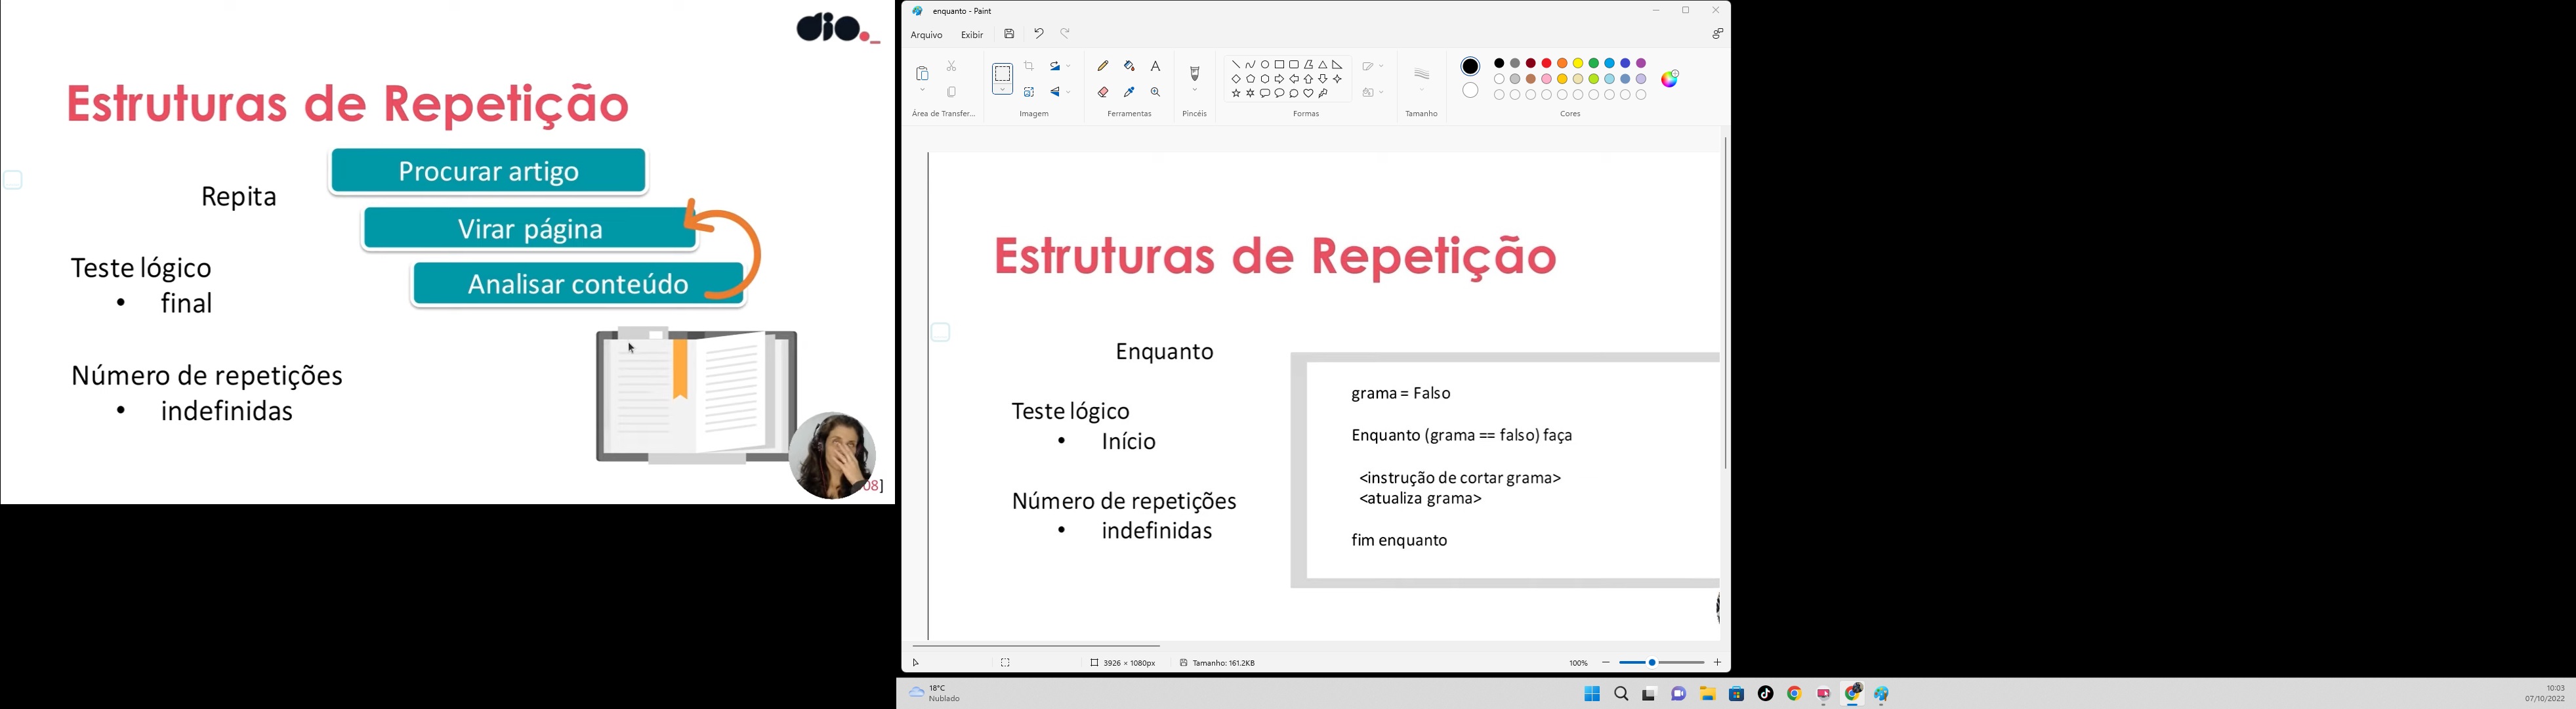 dio._
Estruturas de Repetição
Procurar artigo
Repita
Virar página
Teste lógico
• final
Analisar conteúdo
Número de repetições
• indefinidas
08]
enquanto - Paint
Arquivo Exibir
Área de Transfer... Imagem Ferramentas Pincéis Formas Tamanho Cores
Estruturas de Repetição
Enquanto
Teste lógico
• Início
Número de repetições
• indefinidas
grama = Falso
Enquanto (grama == falso) faça
<instrução de cortar grama>
<atualiza grama>
fim enquanto
3926 × 1080px Tamanho: 161.2KB 100%
18°C
Nublado
10:03
07/10/2022